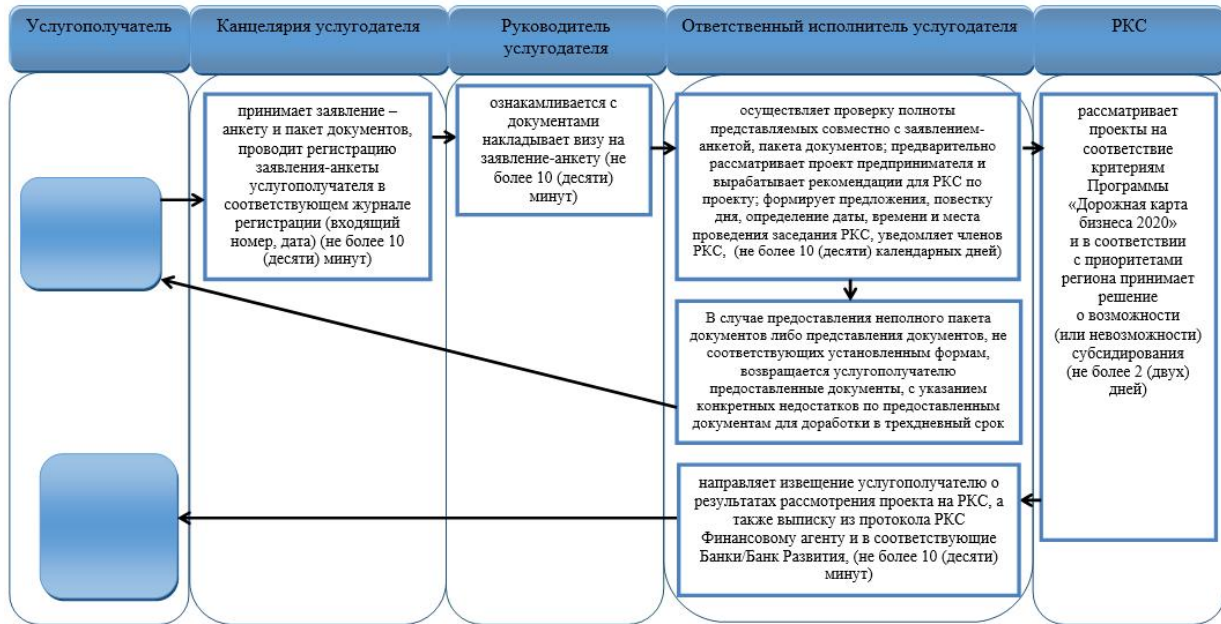 Услугополучатель
Канцелярия услугодателя
Руководитель
услугодателя
Ответственный исполнитель услугодателя
РКС
принимает заявление –
анкету и пакет документов,
проводит регистрацию
заявления-анкеты
услугополучателя в
соответствующем журнале
регистрации (входящий
номер, дата) (не более 10
(десяти) минут)
ознакамливается с
документами
накладывает визу на
заявление-анкету (не
более 10 (десяти)
минут)
осуществляет проверку полноты
представляемых совместно с заявлением-
анкетой, пакета документов; предварительно
рассматривает проект предпринимателя и
вырабатывает рекомендации для РКС по
проекту; формирует предложения, повестку
дня, определение даты, времени и места
проведения заседания РКС, уведомляет членов
РКС, (не более 10 (десяти) календарных дней)
рассматривает
проекты на
соответствие
критериям
Программы
«Дорожная карта
бизнеса 2020»
и в соответствии
с приоритетами
региона принимает
решение
о возможности
(или невозможности)
субсидирования
(не более 2 (двух)
дней)
В случае предоставления неполного пакета
документов либо представления документов, не
соответствующих установленным формам,
возвращается услугополучателю
предоставленные документы, с указанием
конкретных недостатков по предоставленным
документам для доработки в трехдневный срок
направляет извещение услугополучателю о
результатах рассмотрения проекта на РКС, а
также выписку из протокола РКС
Финансовому агенту и в соответствующие
Банки/Банк Развития, (не более 10 (десяти)
минут)